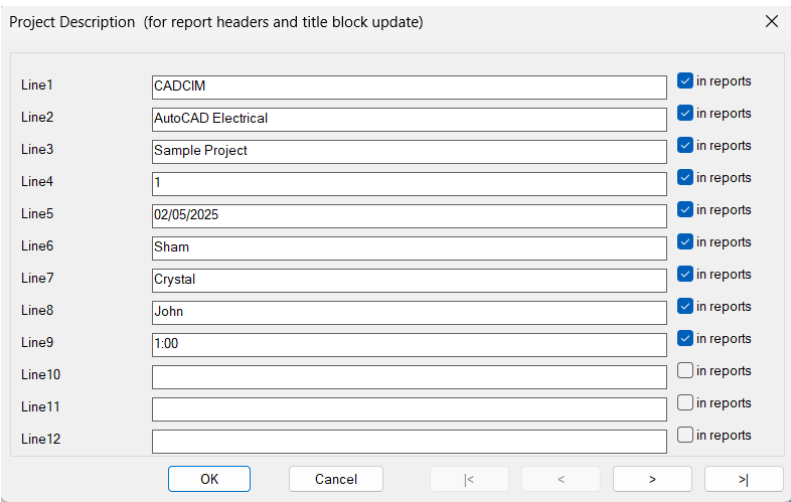 Project Description (for report headers and title block update)
Line1 CADCIM in reports
Line2 AutoCAD Electrical in reports
Line3 Sample Project in reports
Line4 1 in reports
Line5 02/05/2025 in reports
Line6 Sham in reports
Line7 Crystal in reports
Line8 John in reports
Line9 1:00 in reports
Line10 in reports
Line11 in reports
Line12 in reports
OK Cancel |< < > >|